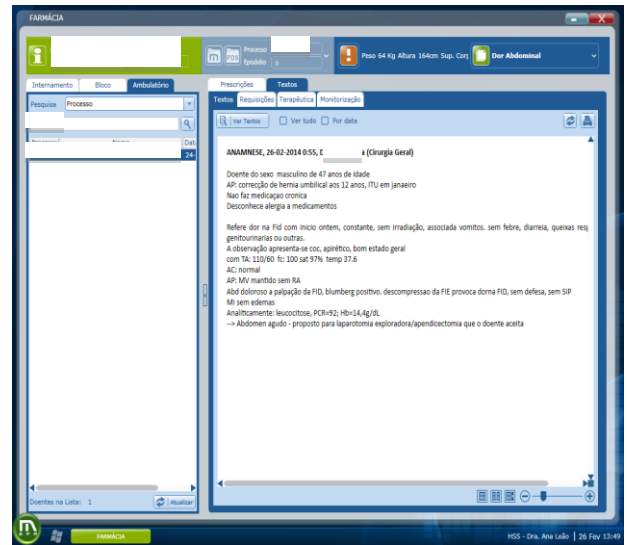 FARMÁCIA
Processo
Episódio
Peso 64 Kg Altura 164cm Sup. Corp
Dor Abdominal
Internamento Bloco Ambulatório
Prescrições Textos
Pesquisa Processo
Textos Requisições Terapêutica Monitorização
Ver Textos Ver tudo Por data
Data
24-
ANAMNESE, 26-02-2014 0:55, D a (Cirurgia Geral)
Doente do sexo masculino de 47 anos de idade
AP: correcção de hernia umbilical aos 12 anos, ITU em janaeiro
Nao faz medicaçao cronica
Desconhece alergia a medicamentos
Refere dor na Fid com inicio ontem, constante, sem irradiação, associada vomitos. sem febre, diarreia, queixas resp
genitourinarias ou outras.
A observação apresenta-se coc, apirético, bom estado geral
com TA: 110/60 fc: 100 sat 97% temp 37.6
AC: normal
AP: MV mantido sem RA
Abd doloroso a palpação da FID, blumberg positivo. descompressao da FIE provoca dorna FID, sem defesa, sem SIP
MI sem edemas
Analiticamente: leucocitose, PCR=92; Hb=14,4g/dL
--> Abdomen agudo - proposto para laparotomia exploradora/apendicectomia que o doente aceita
Doentes na Lista: 1 Atualizar
FARMÁCIA
HSS - Dra. Ana Leão 26 Fev 13:49